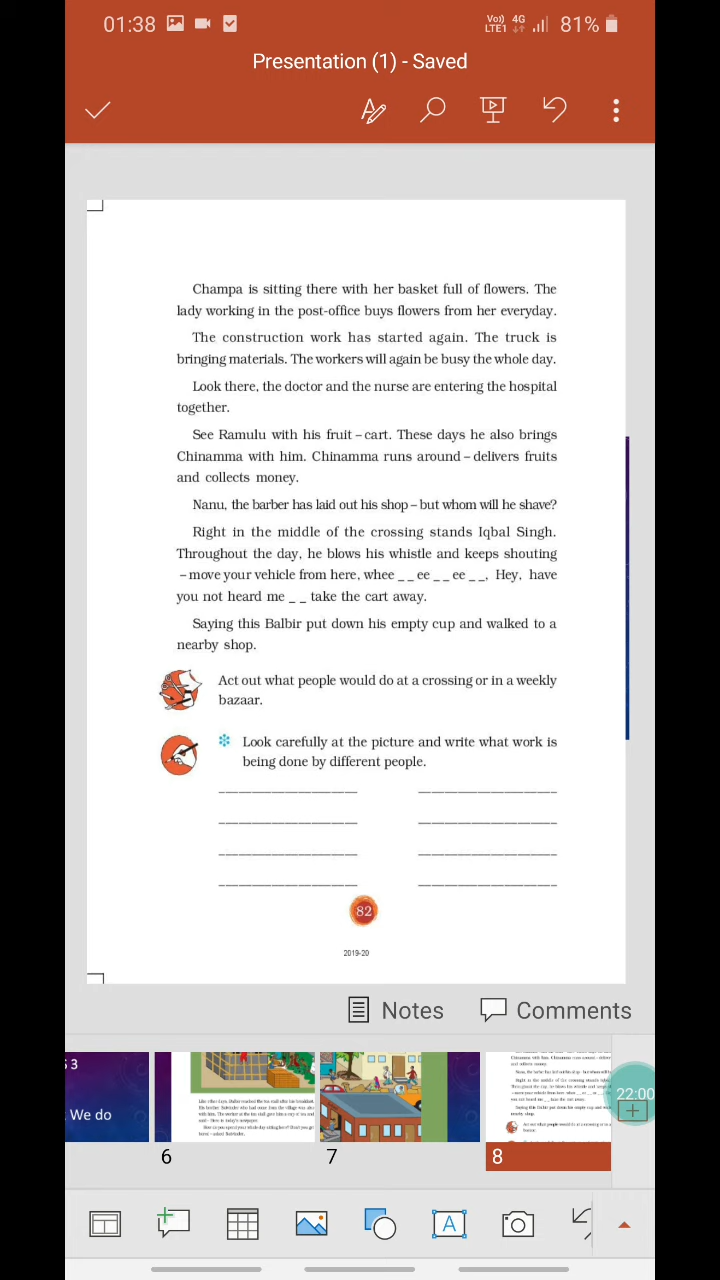 01:38
Vo)) 4G
LTE1
81%
Presentation (1) - Saved
Champa is sitting there with her basket full of flowers. The
lady working in the post-office buys flowers from her everyday.
The construction work has started again. The truck is
bringing materials. The workers will again be busy the whole day.
Look there, the doctor and the nurse are entering the hospital
together.
See Ramulu with his fruit – cart. These days he also brings
Chinamma with him. Chinamma runs around – delivers fruits
and collects money.
Nanu, the barber has laid out his shop – but whom will he shave?
Right in the middle of the crossing stands Iqbal Singh.
Throughout the day, he blows his whistle and keeps shouting
– move your vehicle from here, whee _ _ ee _ _ ee _ _. Hey, have
you not heard me _ _ take the cart away.
Saying this Balbir put down his empty cup and walked to a
nearby shop.
Act out what people would do at a crossing or in a weekly
bazaar.
Look carefully at the picture and write what work is
being done by different people.
82
2019-20
Notes
Comments
S 3
We do
6
7
8
22:00
A